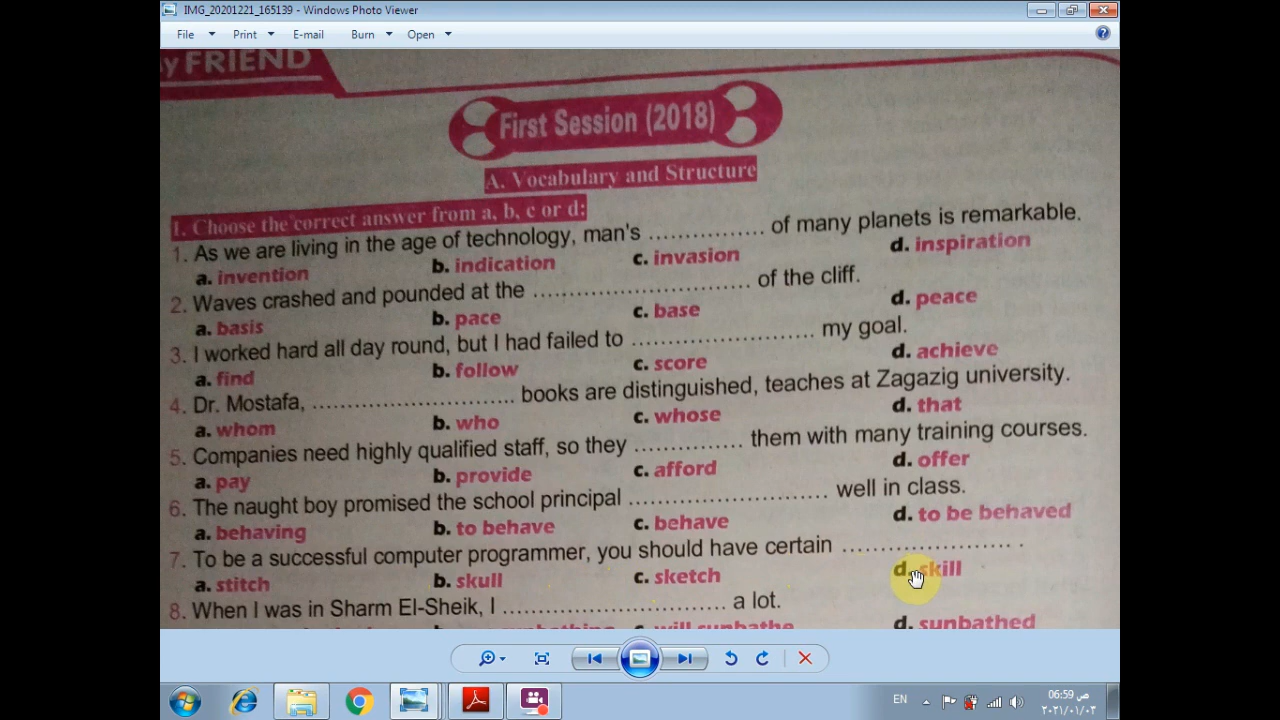 IMG_20201221_165139 - Windows Photo Viewer
File Print E-mail Burn Open
y FRIEND
First Session (2018)
A. Vocabulary and Structure
1. Choose the correct answer from a, b, c or d:
1. As we are living in the age of technology, man's ................ of many planets is remarkable.
a. invention b. indication c. invasion d. inspiration
2. Waves crashed and pounded at the ............................... of the cliff.
a. basis b. pace c. base d. peace
3. I worked hard all day round, but I had failed to .......................... my goal.
a. find b. follow c. score d. achieve
4. Dr. Mostafa, ............................. books are distinguished, teaches at Zagazig university.
a. whom b. who c. whose d. that
5. Companies need highly qualified staff, so they ............... them with many training courses.
a. pay b. provide c. afford d. offer
6. The naught boy promised the school principal ............................ well in class.
a. behaving b. to behave c. behave d. to be behaved
7. To be a successful computer programmer, you should have certain ........................ .
a. stitch b. skull c. sketch d. skill
8. When I was in Sharm El-Sheik, I ................................ a lot.
c. will sunbathe d. sunbathed
EN
06:59 ص
٢٠٢١/٠١/٠٣